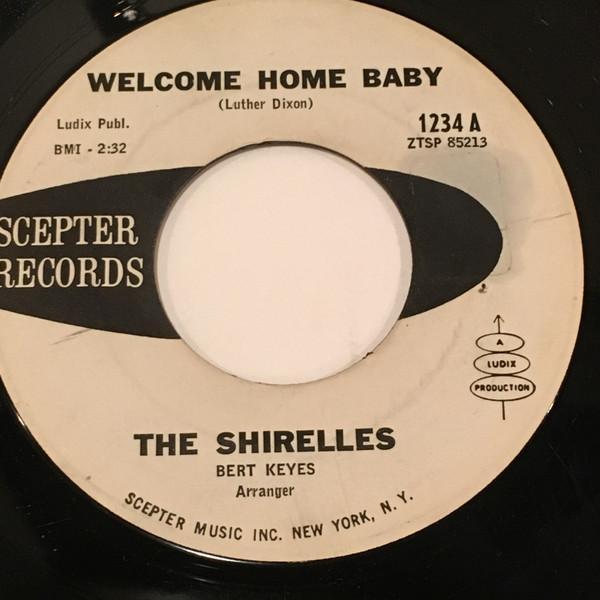 WELCOME HOME BABY
(Luther Dixon)
Ludix Publ.
BMI - 2:32
1234 A
ZTSP 85213
SCEPTER
RECORDS
A
LUDIX
PRODUCTION
THE SHIRELLES
BERT KEYES
Arranger
SCEPTER MUSIC INC. NEW YORK, N. Y.